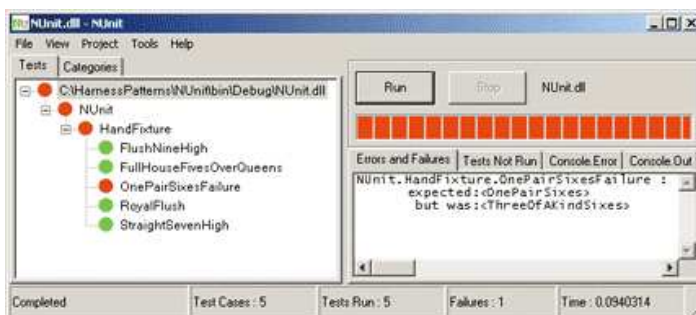 NUnit.dll - NUnit
File View Project Tools Help
Tests Categories
C:\HarnessPatterns\NUnit\bin\Debug\NUnit.dll
NUnit
HandFixture
FlushNineHigh
FullHouseFivesOverQueens
OnePairSixesFailure
RoyalFlush
StraightSevenHigh
Run Stop NUnit.dll
Errors and Failures Tests Not Run Console.Error Console.Out
NUnit.HandFixture.OnePairSixesFailure :
expected:<OnePairSixes>
but was:<ThreeOfAKindSixes>
Completed Test Cases : 5 Tests Run : 5 Failures : 1 Time : 0.0940314